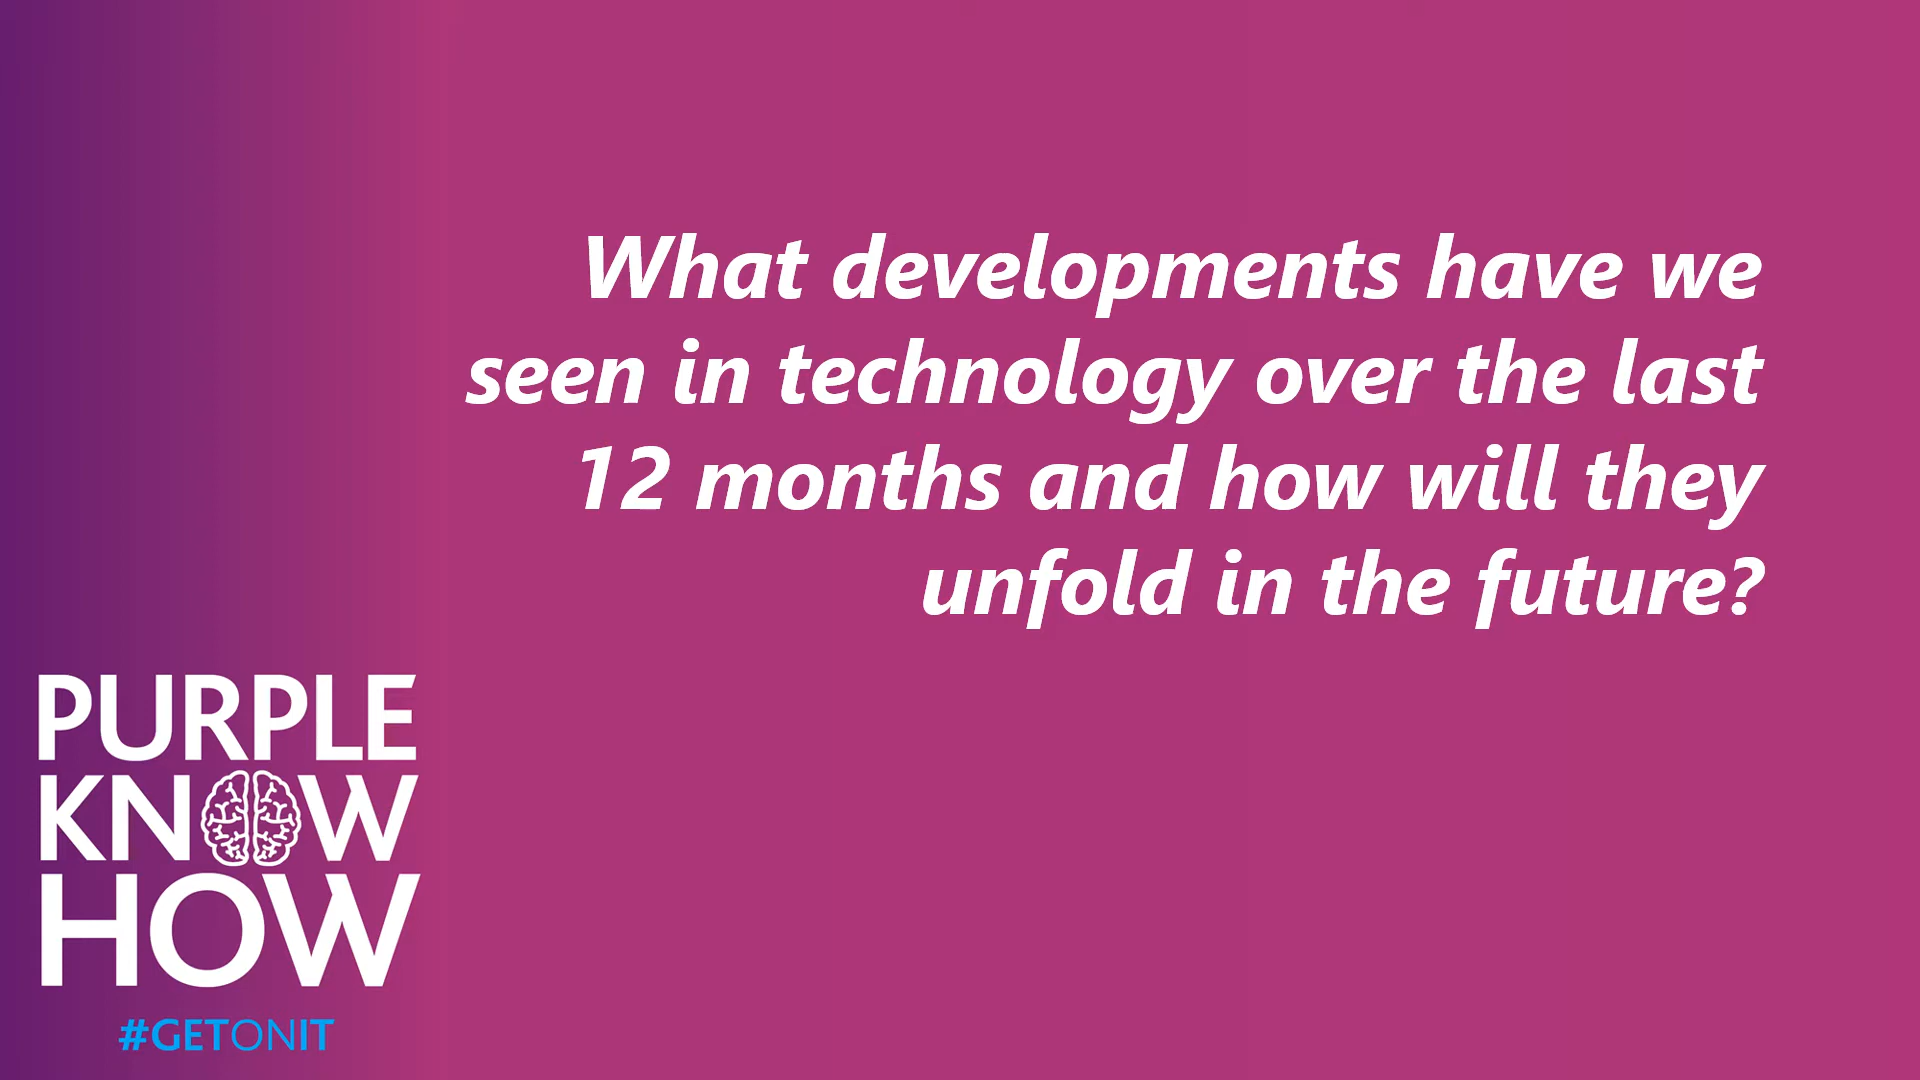 What developments have we
seen in technology over the last
12 months and how will they
unfold in the future?
PURPLE
KNOW
HOW
#GETONIT